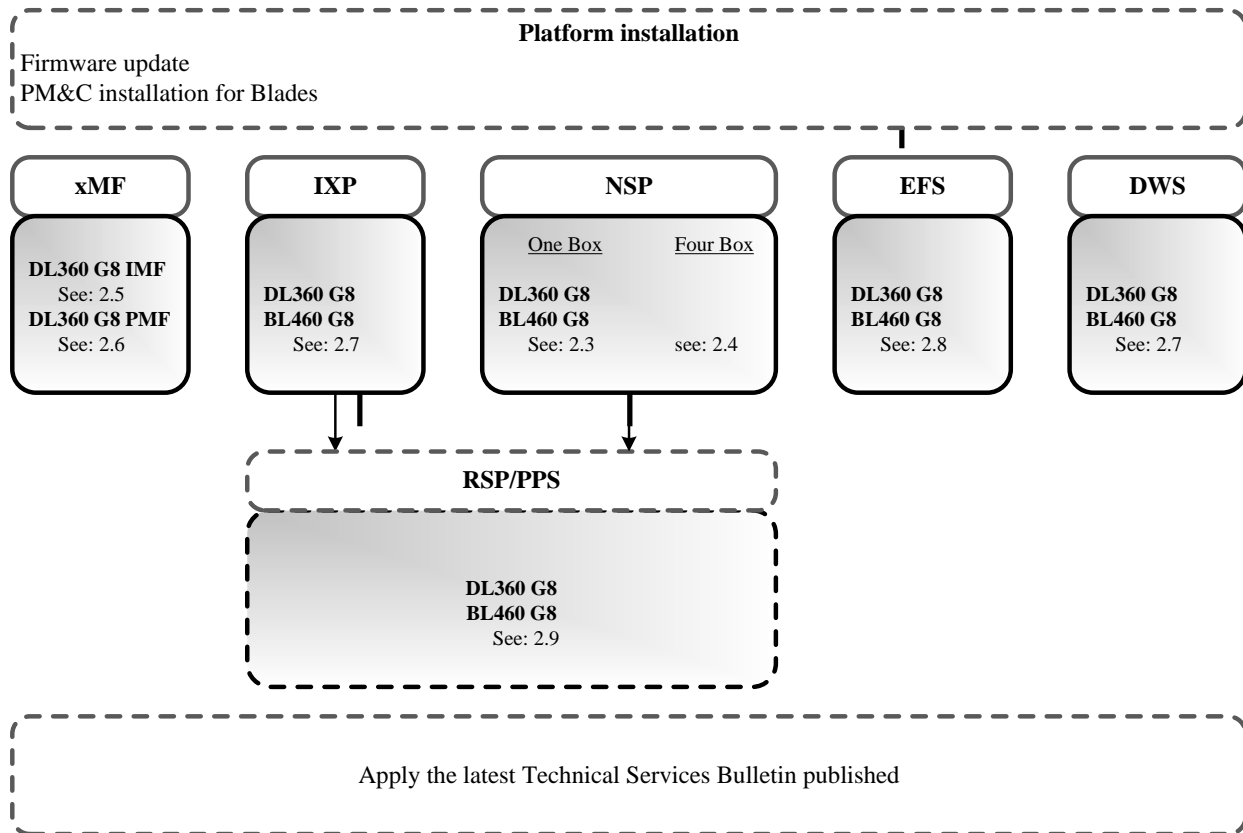 Platform installation
Firmware update
PM&C installation for Blades
xMF
IXP
NSP
EFS
DWS
DL360 G8 IMF
See: 2.5
DL360 G8 PMF
See: 2.6
DL360 G8
BL460 G8
See: 2.7
One Box
Four Box
DL360 G8
BL460 G8
See: 2.3
see: 2.4
DL360 G8
BL460 G8
See: 2.8
DL360 G8
BL460 G8
See: 2.7
RSP/PPS
DL360 G8
BL460 G8
See: 2.9
Apply the latest Technical Services Bulletin published